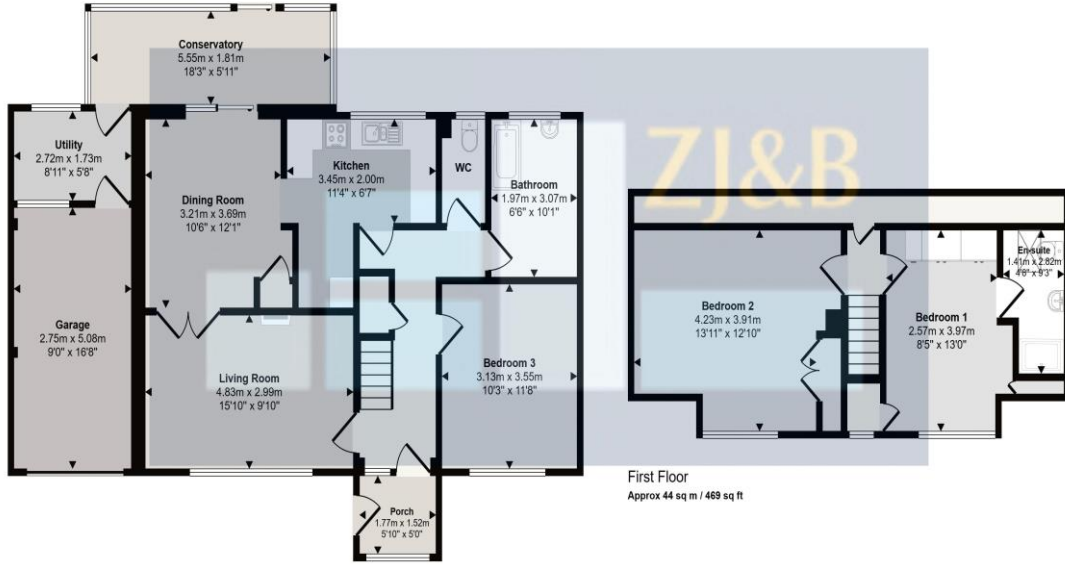 Conservatory
5.55m x 1.81m
18'3" x 5'11"
Utility
2.72m x 1.73m
8'11" x 5'8"
Kitchen
3.45m x 2.00m
11'4" x 6'7"
WC
Bathroom
1.97m x 3.07m
6'6" x 10'1"
Dining Room
3.21m x 3.69m
10'6" x 12'1"
Garage
2.75m x 5.08m
9'0" x 16'8"
Living Room
4.83m x 2.99m
15'10" x 9'10"
Bedroom 3
3.13m x 3.55m
10'3" x 11'8"
Porch
1.77m x 1.52m
5'10" x 5'0"
ZJ&B
Bedroom 2
4.23m x 3.91m
13'11" x 12'10"
Bedroom 1
2.57m x 3.97m
8'5" x 13'0"
En-suite
1.41m x 2.82m
4'8" x 9'3"
First Floor
Approx 44 sq m / 469 sq ft